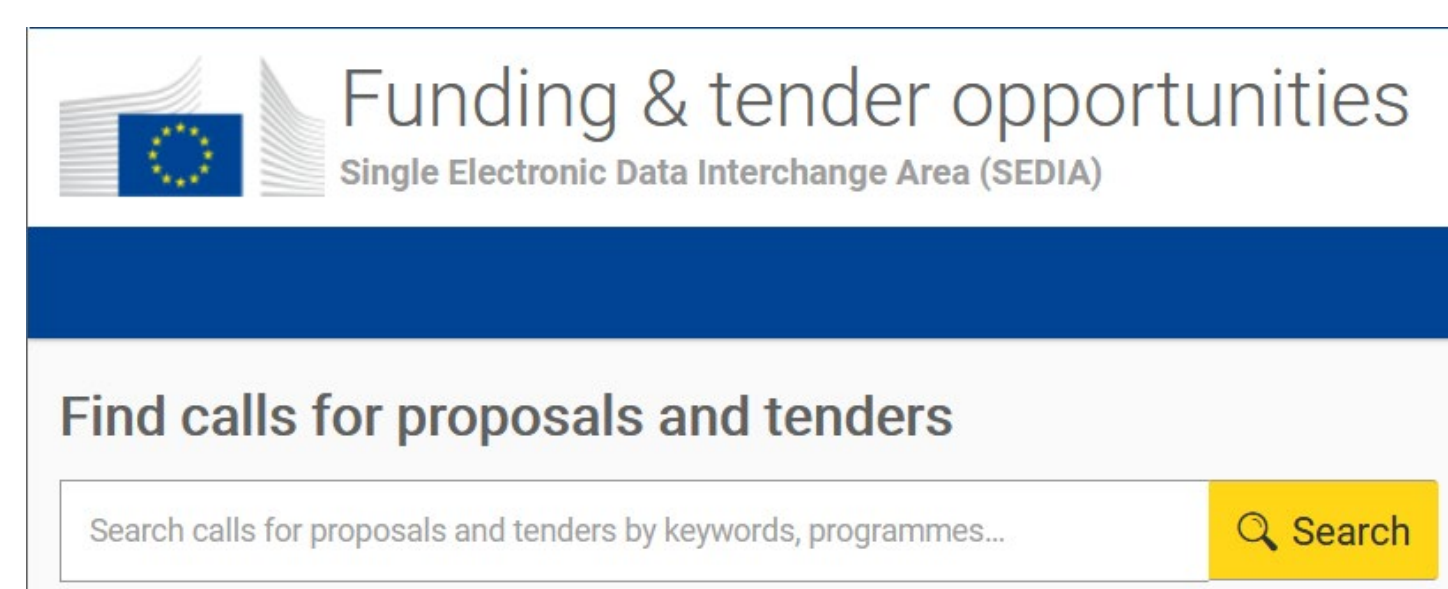 Funding & tender opportunities
Single Electronic Data Interchange Area (SEDIA)
Find calls for proposals and tenders
Search calls for proposals and tenders by keywords, programmes...
Search